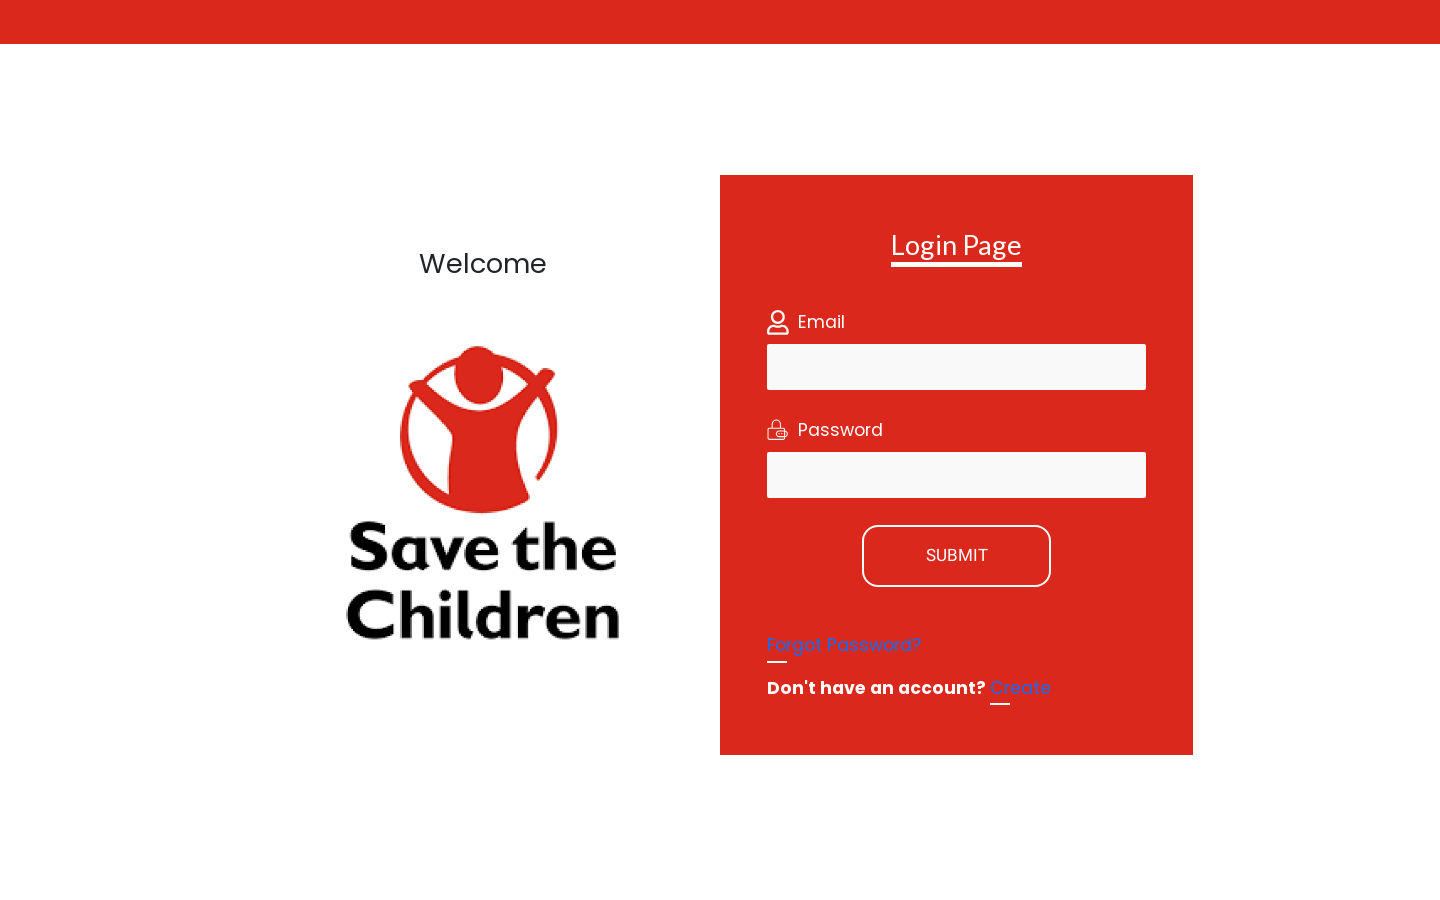 Welcome
Save the
Children
Login Page
Email
Password
SUBMIT
Forgot Password?
Don't have an account? Create